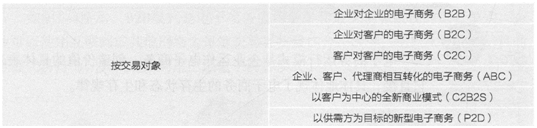 企业对企业的电子商务（B2B）
企业对客户的电子商务（B2C）
客户对客户的电子商务（C2C）
按交易对象
企业、客户、代理商相互转化的电子商务（ABC）
以客户为中心的全新商业模式（C2B2S）
以供需方为目标的新型电子商务（P2D）